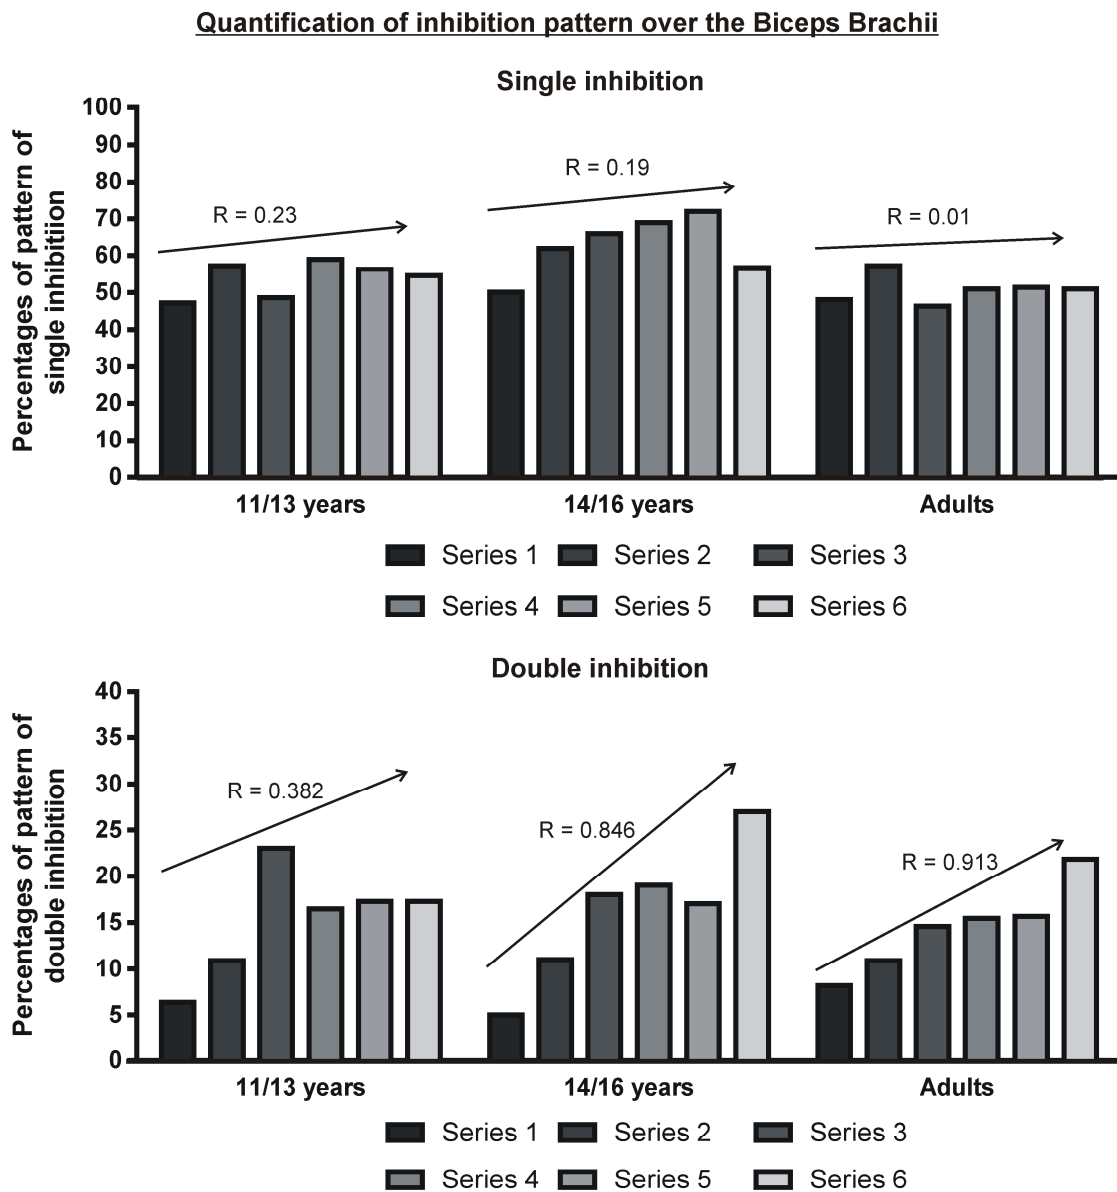 Quantification of inhibition pattern over the Biceps Brachii
Single inhibition
Percentages of pattern of
single inhibitiion
100
90
80
70
60
50
40
30
20
10
0
R = 0.23
R = 0.19
R = 0.01
11/13 years
14/16 years
Adults
Series 1
Series 2
Series 3
Series 4
Series 5
Series 6
Double inhibition
Percentages of pattern of
double inhibitiion
40
35
30
25
20
15
10
5
0
R = 0.382
R = 0.846
R = 0.913
11/13 years
14/16 years
Adults
Series 1
Series 2
Series 3
Series 4
Series 5
Series 6